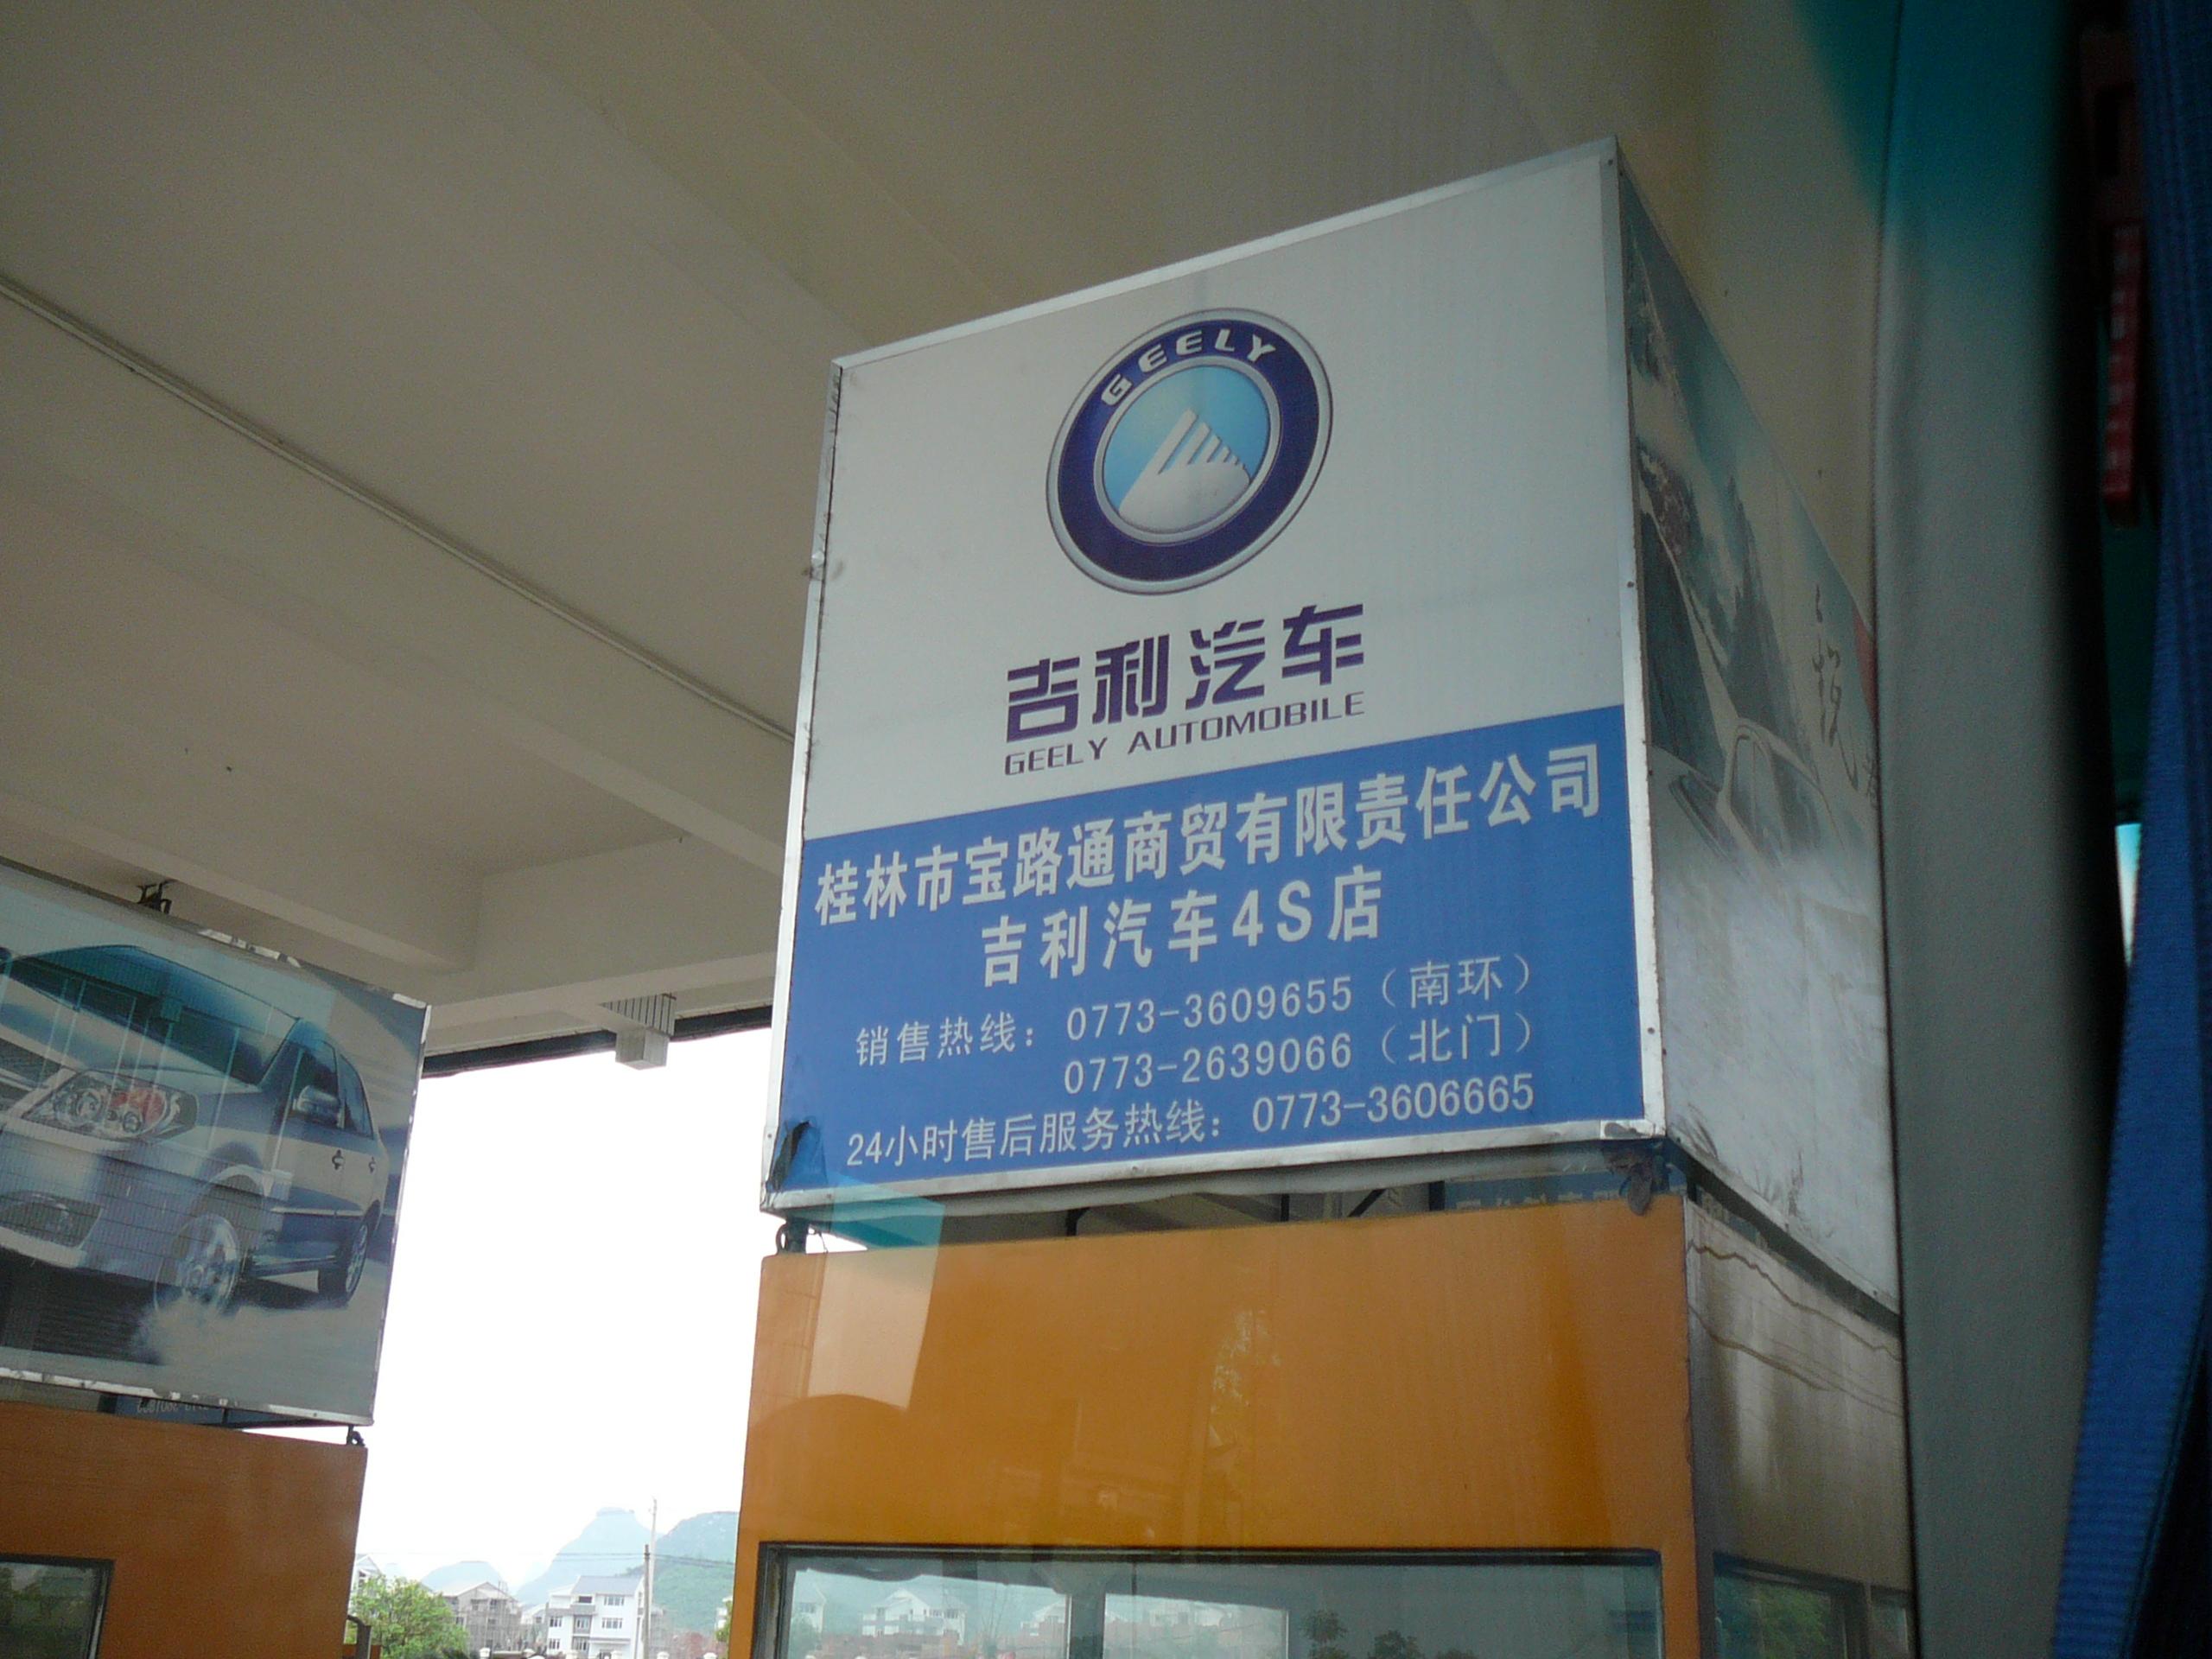 GEELY
吉利汽车
GEELY AUTOMOBILE
桂林市宝路通商贸有限责任公司
吉利汽车4S店
销售热线：0773-3609655（南环）
0773-2639066（北门）
24小时售后服务热线：0773-3606665